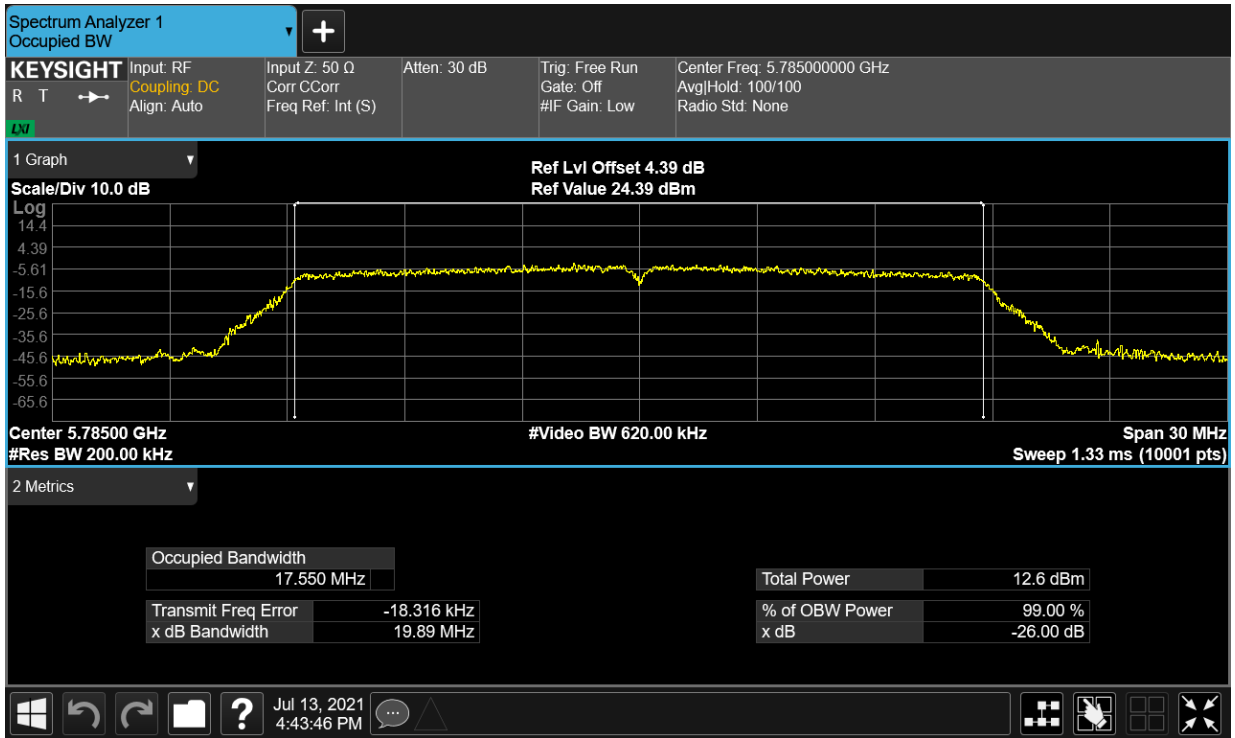 Spectrum Analyzer 1
Occupied BW
KEYSIGHT
R T
LXI
Input: RF
Coupling: DC
Align: Auto
Input Z: 50 Ω
Corr CCorr
Freq Ref: Int (S)
Atten: 30 dB
Trig: Free Run
Gate: Off
#IF Gain: Low
Center Freq: 5.785000000 GHz
Avg|Hold: 100/100
Radio Std: None
1 Graph
Scale/Div 10.0 dB
Ref Lvl Offset 4.39 dB
Ref Value 24.39 dBm
Log
14.4
4.39
-5.61
-15.6
-25.6
-35.6
-45.6
-55.6
-65.6
Center 5.78500 GHz
#Video BW 620.00 kHz
Span 30 MHz
#Res BW 200.00 kHz
Sweep 1.33 ms (10001 pts)
2 Metrics
Occupied Bandwidth
17.550 MHz
Total Power 12.6 dBm
Transmit Freq Error -18.316 kHz
% of OBW Power 99.00 %
x dB Bandwidth 19.89 MHz
x dB -26.00 dB
?
Jul 13, 2021
4:43:46 PM